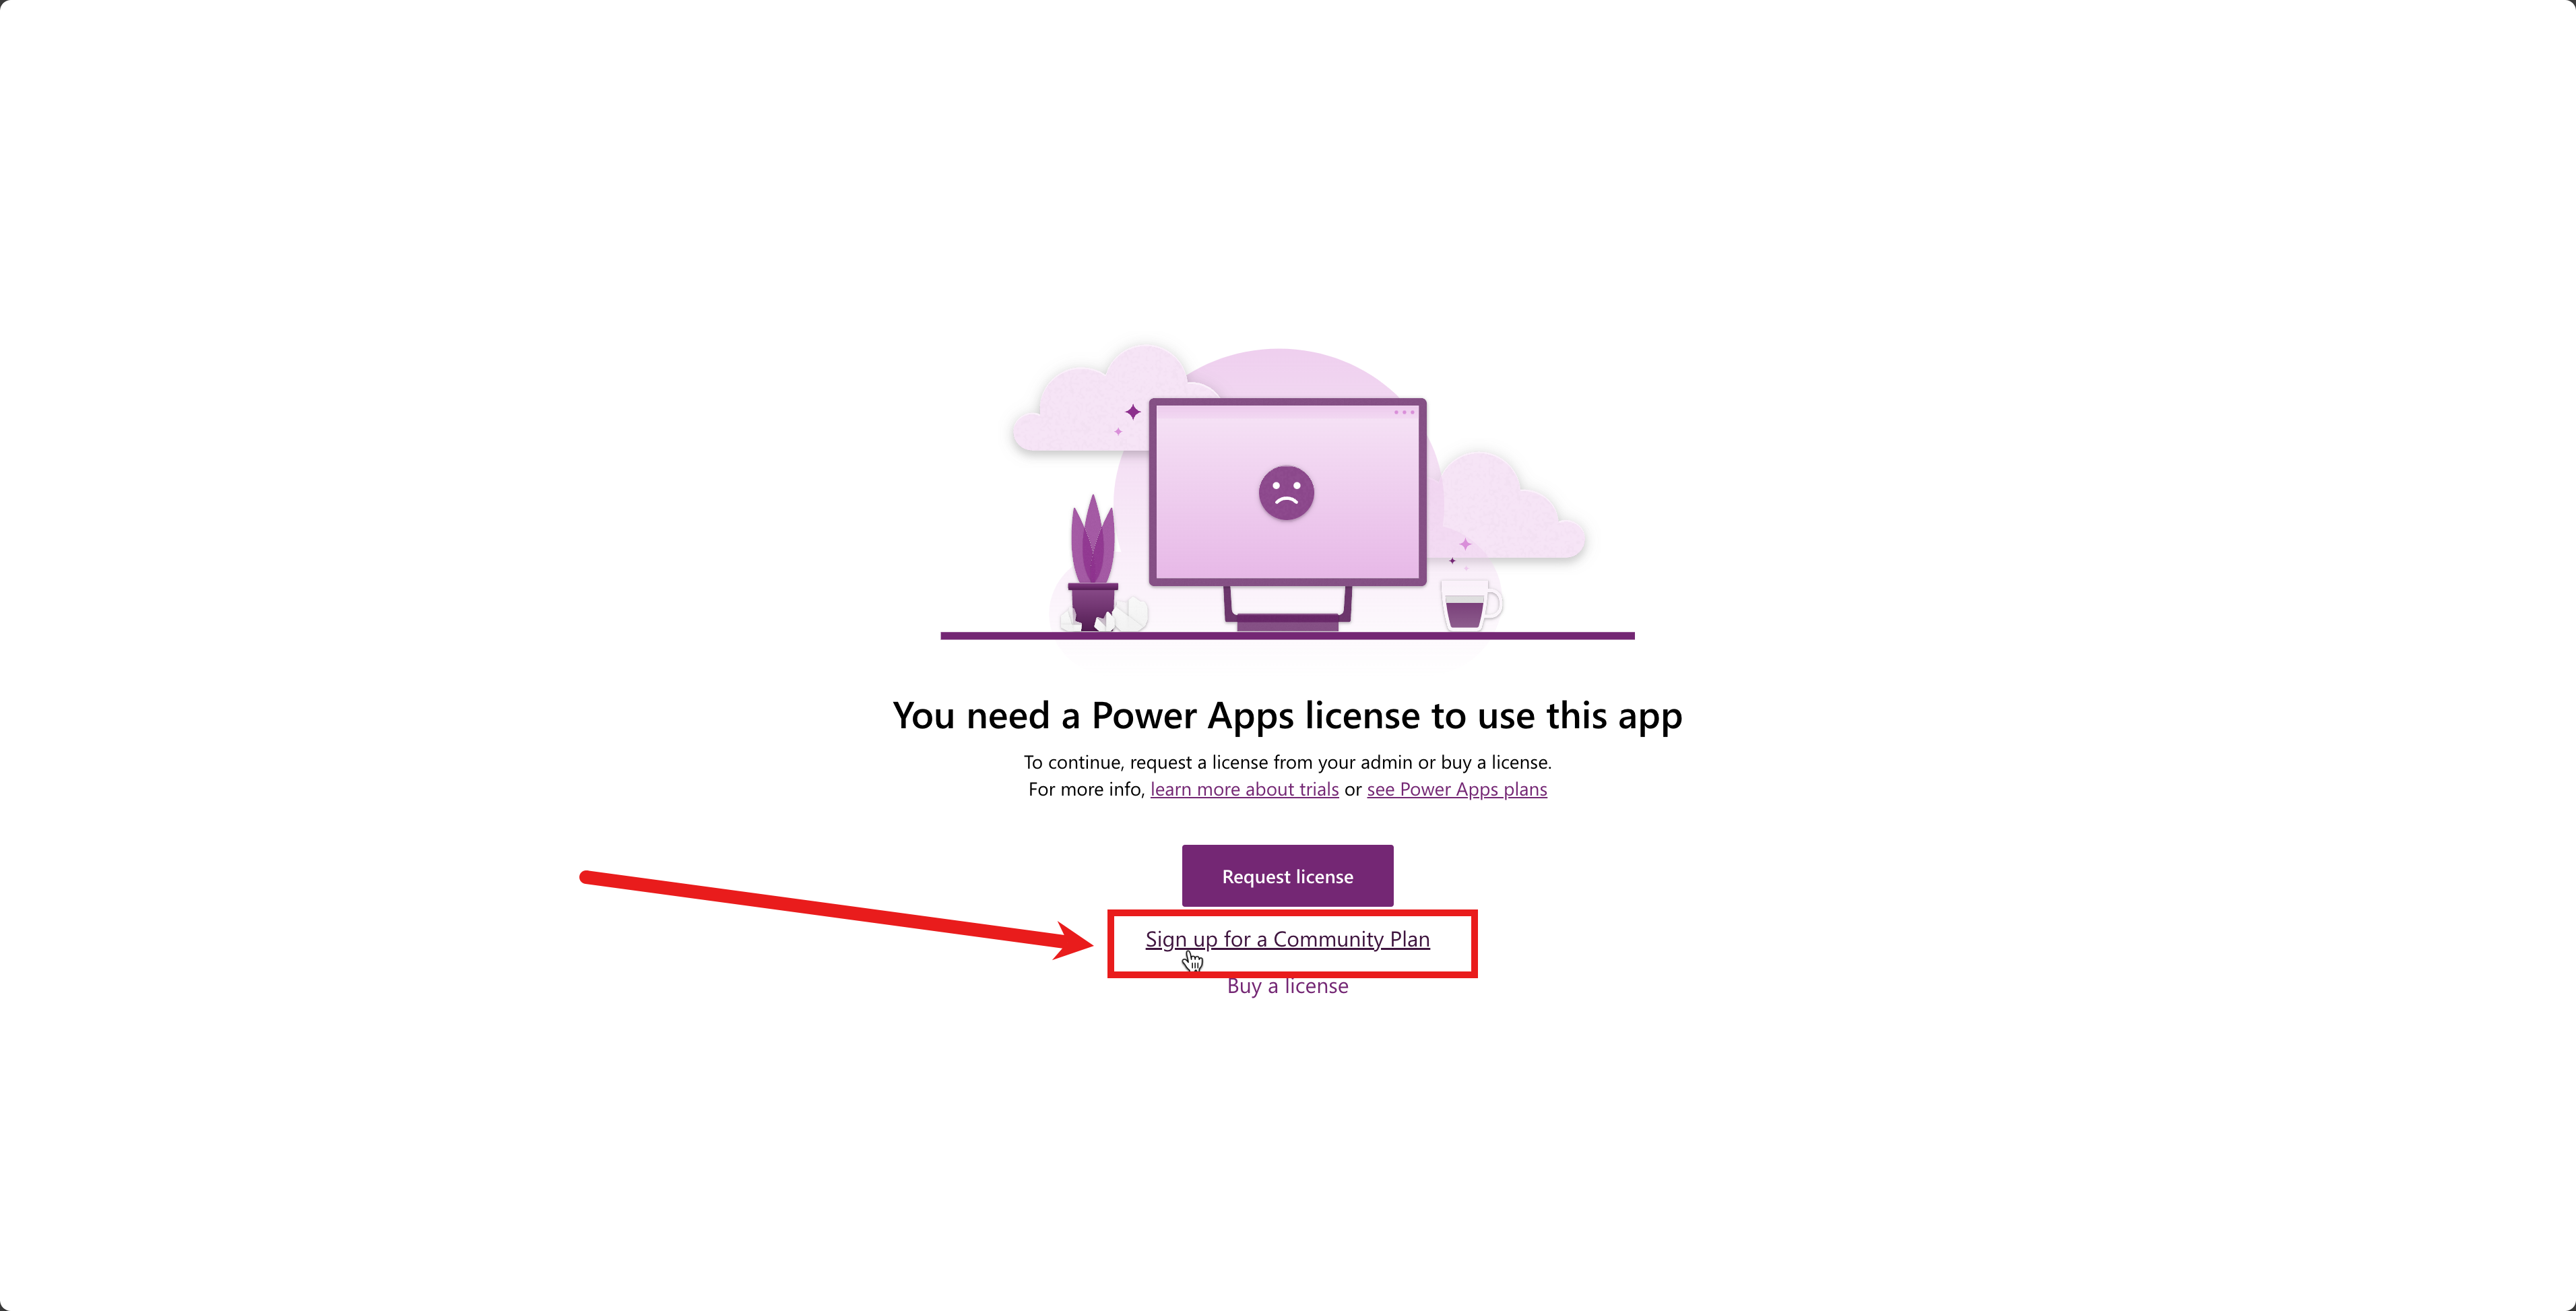 You need a Power Apps license to use this app
To continue, request a license from your admin or buy a license.
For more info, learn more about trials or see Power Apps plans
Request license
Sign up for a Community Plan
Buy a license